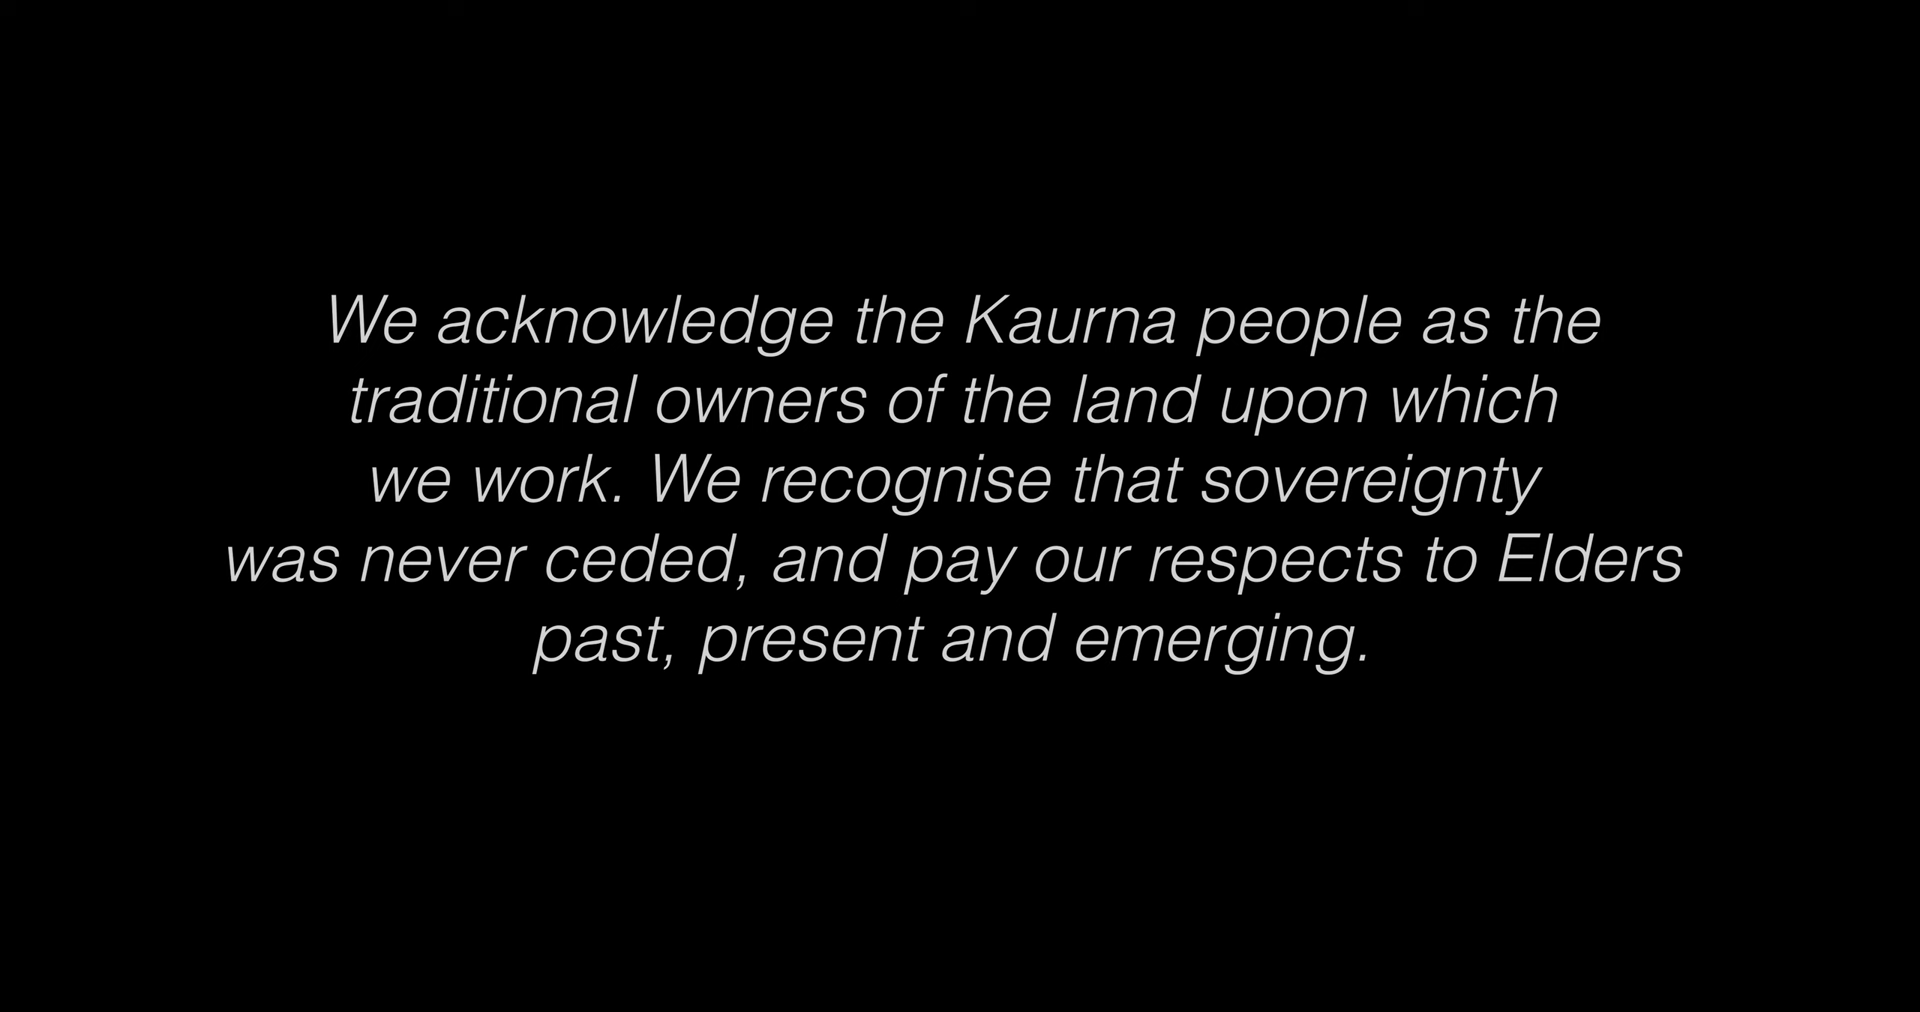 We acknowledge the Kaurna people as the
traditional owners of the land upon which
we work. We recognise that sovereignty
was never ceded, and pay our respects to Elders
past, present and emerging.